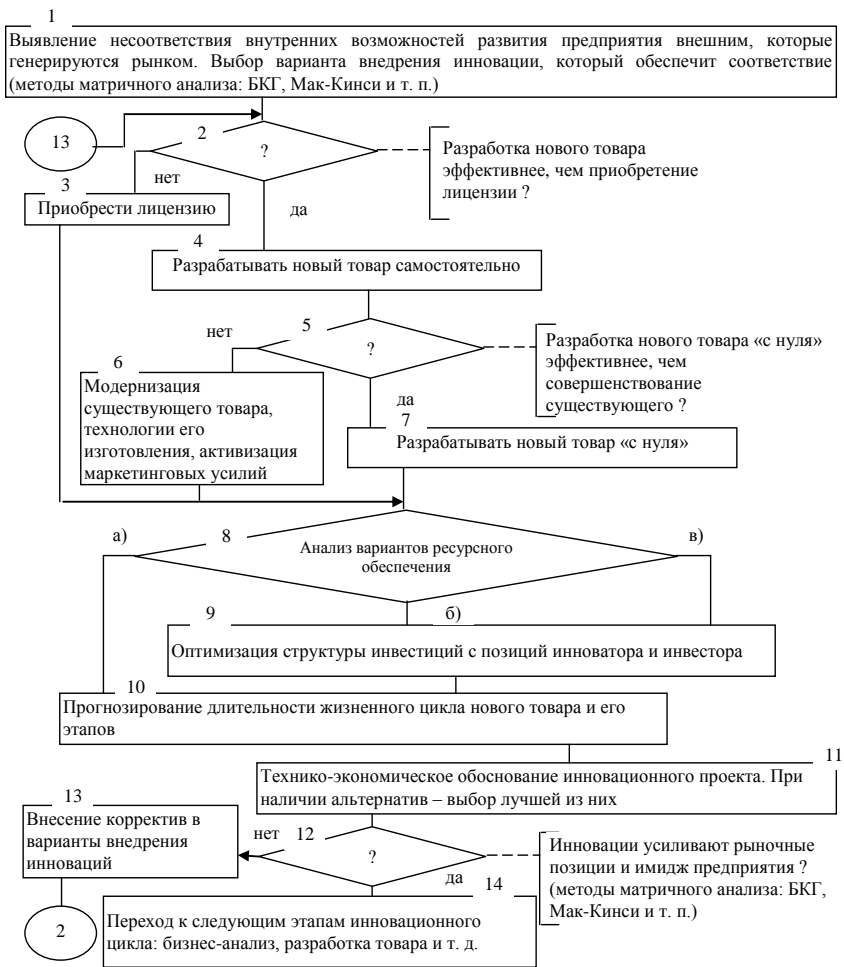 1
Выявление несоответствия внутренних возможностей развития предприятия внешним, которые
генерируются рынком. Выбор варианта внедрения инновации, который обеспечит соответствие
(методы матричного анализа: БКГ, Мак-Кинси и т. п.)
13
2
?
Разработка нового товара
эффективнее, чем приобретение
лицензии ?
нет
3
Приобрести лицензию
да
4
Разрабатывать новый товар самостоятельно
нет
5
?
Разработка нового товара «с нуля»
эффективнее, чем
совершенствование
существующего ?
6
Модернизация
существующего товара,
технологии его
изготовления, активизация
маркетинговых усилий
да
7
Разрабатывать новый товар «с нуля»
а)
8
в)
Анализ вариантов ресурсного
обеспечения
9
б)
Оптимизация структуры инвестиций с позиций инноватора и инвестора
10
Прогнозирование длительности жизненного цикла нового товара и его
этапов
11
Технико-экономическое обоснование инновационного проекта. При
наличии альтернатив – выбор лучшей из них
13
Внесение корректив в
варианты внедрения
инноваций
нет
12
?
Инновации усиливают рыночные
позиции и имидж предприятия ?
(методы матричного анализа: БКГ,
Мак-Кинси и т. п.)
да
14
2
Переход к следующим этапам инновационного
цикла: бизнес-анализ, разработка товара и т. д.